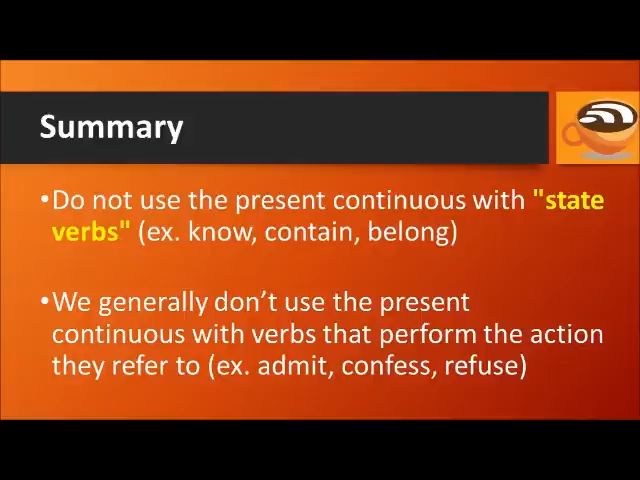 Summary
•Do not use the present continuous with "state
verbs" (ex. know, contain, belong)
•We generally don’t use the present
continuous with verbs that perform the action
they refer to (ex. admit, confess, refuse)